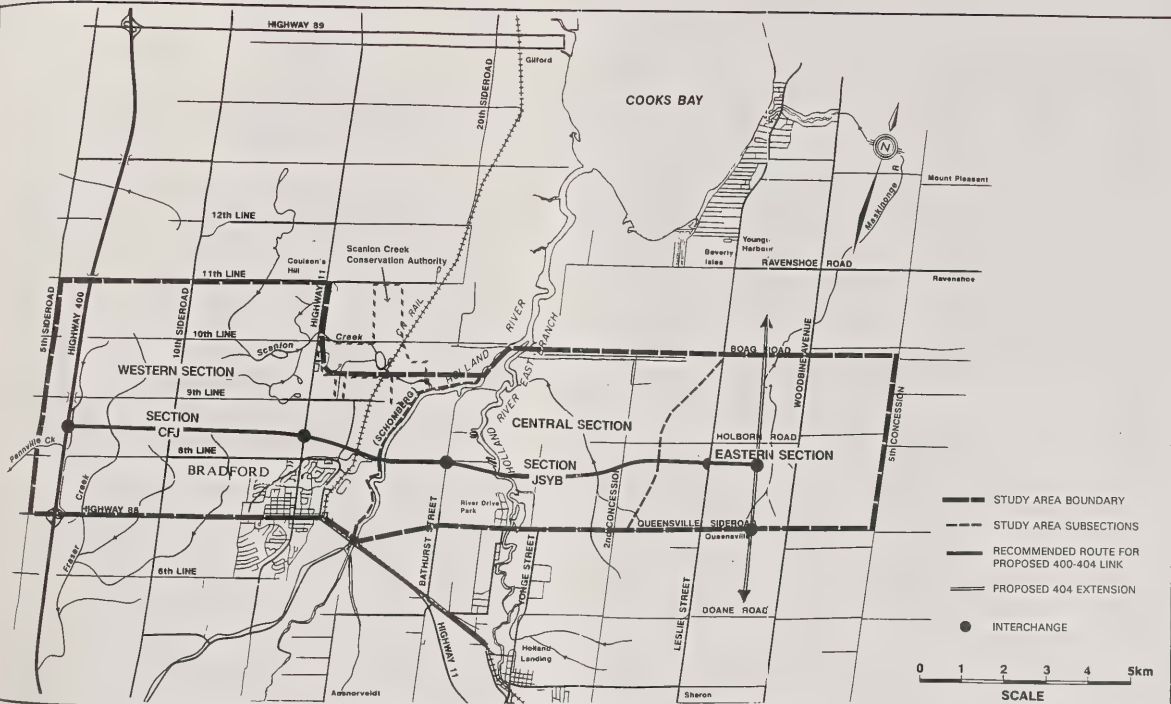 HIGHWAY 89
Gilford
20th SIDEROAD
COOKS BAY
N
Mount Pleasant
Maskinonge R
12th LINE
Scanlon Creek
Conservation Authority
Coulson's
Hill
11th LINE
HIGHWAY 11
Beverly
Isles
Harbour
RAVENSHOE ROAD
Ravenshoe
5th SIDEROAD
HIGHWAY 400
10th SIDEROAD
10th LINE
Scanlon
Creek
RAIL
HOLLAND
RIVER
EAST BRANCH
BOAG ROAD
WOODBINE AVENUE
WESTERN SECTION
9th LINE
(SCHOMBERG)
HOLLAND
RIVER
CENTRAL SECTION
SECTION
CFJ
8th LINE
HOLBORN ROAD
EASTERN SECTION
5th CONCESSION
Pennville Ck
BRADFORD
SECTION
JSYB
Creek
Fraser
HIGHWAY 88
River Drive
Park
2nd CONCESSION
QUEENSVILLE SIDEROAD
Queensville
BATHURST STREET
YONGE STREET
6th LINE
LESLIE STREET
DOANE ROAD
HIGHWAY 11
Holland
Landing
Sharon
STUDY AREA BOUNDARY
STUDY AREA SUBSECTIONS
RECOMMENDED ROUTE FOR
PROPOSED 400-404 LINK
PROPOSED 404 EXTENSION
INTERCHANGE
0 1 2 3 4 5km
SCALE